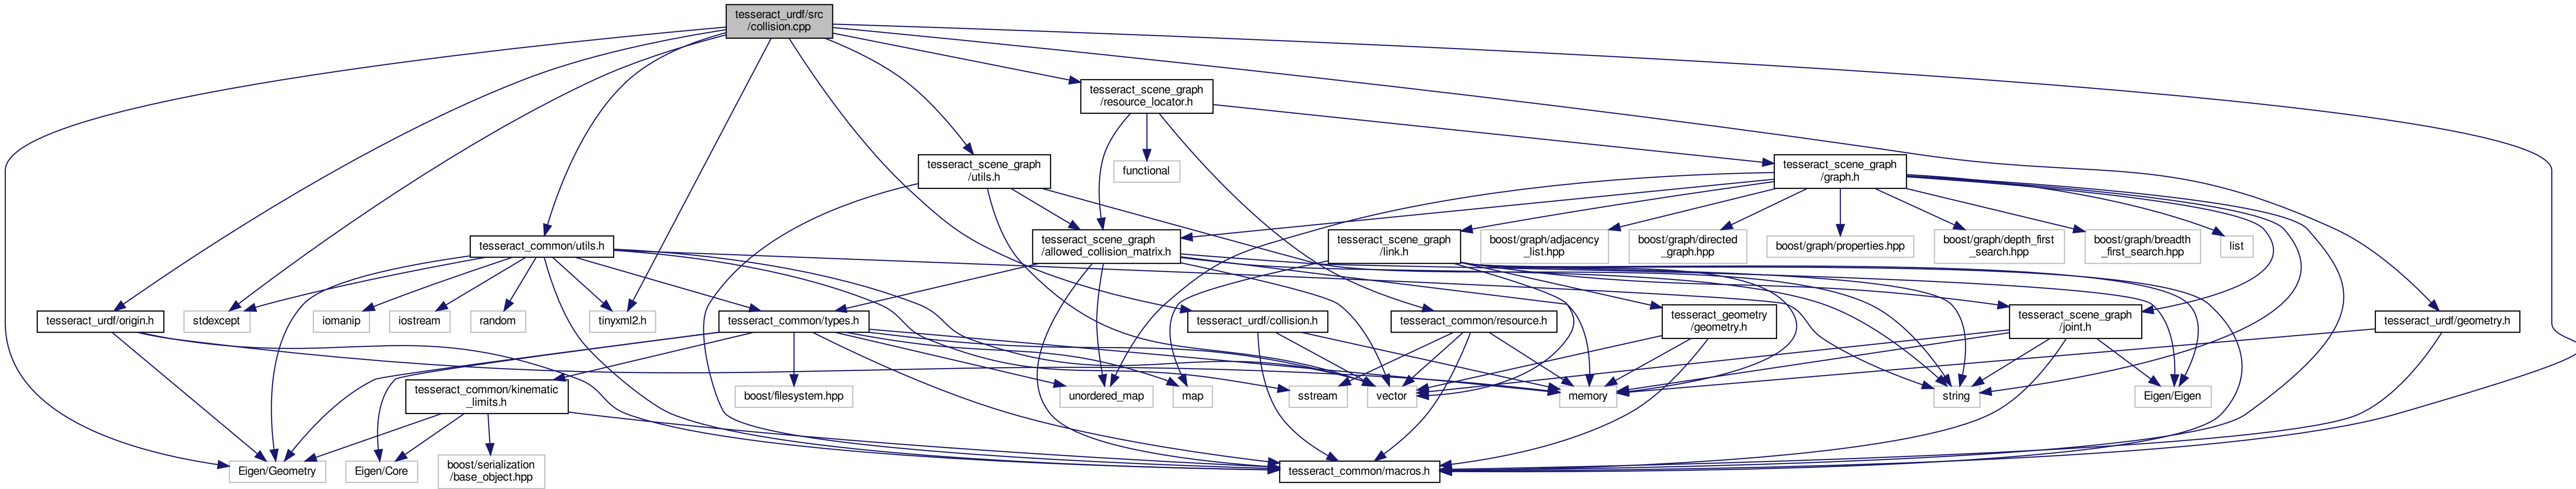 tesseract_urdf/src
/collision.cpp
tesseract_scene_graph
/resource_locator.h
tesseract_scene_graph
/utils.h
functional
tesseract_scene_graph
/graph.h
tesseract_common/utils.h
tesseract_scene_graph
/allowed_collision_matrix.h
tesseract_scene_graph
/link.h
boost/graph/adjacency
_list.hpp
boost/graph/directed
_graph.hpp
boost/graph/properties.hpp
boost/graph/depth_first
_search.hpp
boost/graph/breadth
_first_search.hpp
list
tesseract_urdf/origin.h
stdexcept
iomanip
iostream
random
tinyxml2.h
tesseract_common/types.h
tesseract_urdf/collision.h
tesseract_common/resource.h
tesseract_geometry
/geometry.h
tesseract_scene_graph
/joint.h
tesseract_urdf/geometry.h
tesseract_common/kinematic
_limits.h
boost/filesystem.hpp
unordered_map
map
sstream
vector
memory
string
Eigen/Eigen
Eigen/Geometry
Eigen/Core
boost/serialization
/base_object.hpp
tesseract_common/macros.h